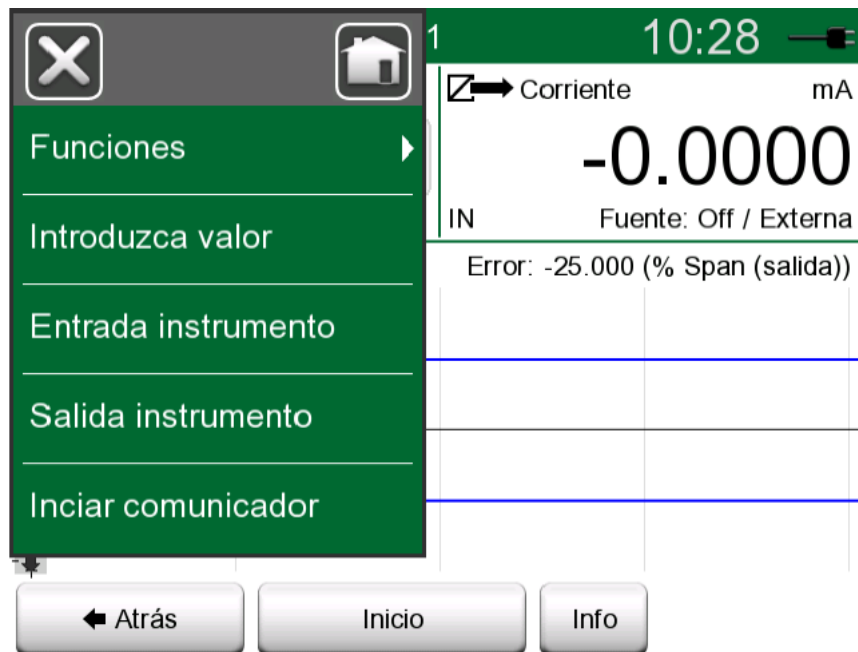 1 10:28
Funciones
Introduzca valor
Entrada instrumento
Salida instrumento
Inciar comunicador
Corriente mA
-0.0000
IN Fuente: Off / Externa
Error: -25.000 (% Span (salida))
Atrás Inicio Info